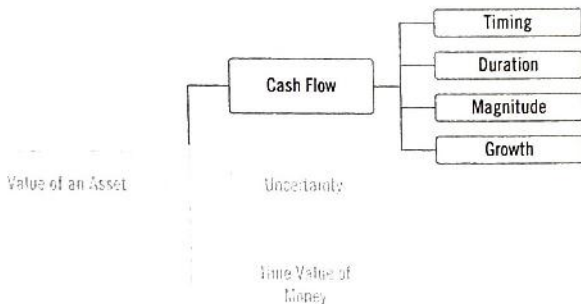 Timing
Duration
Cash Flow
Magnitude
Growth
Value of an Asset
Uncertainty
Time Value of
Money